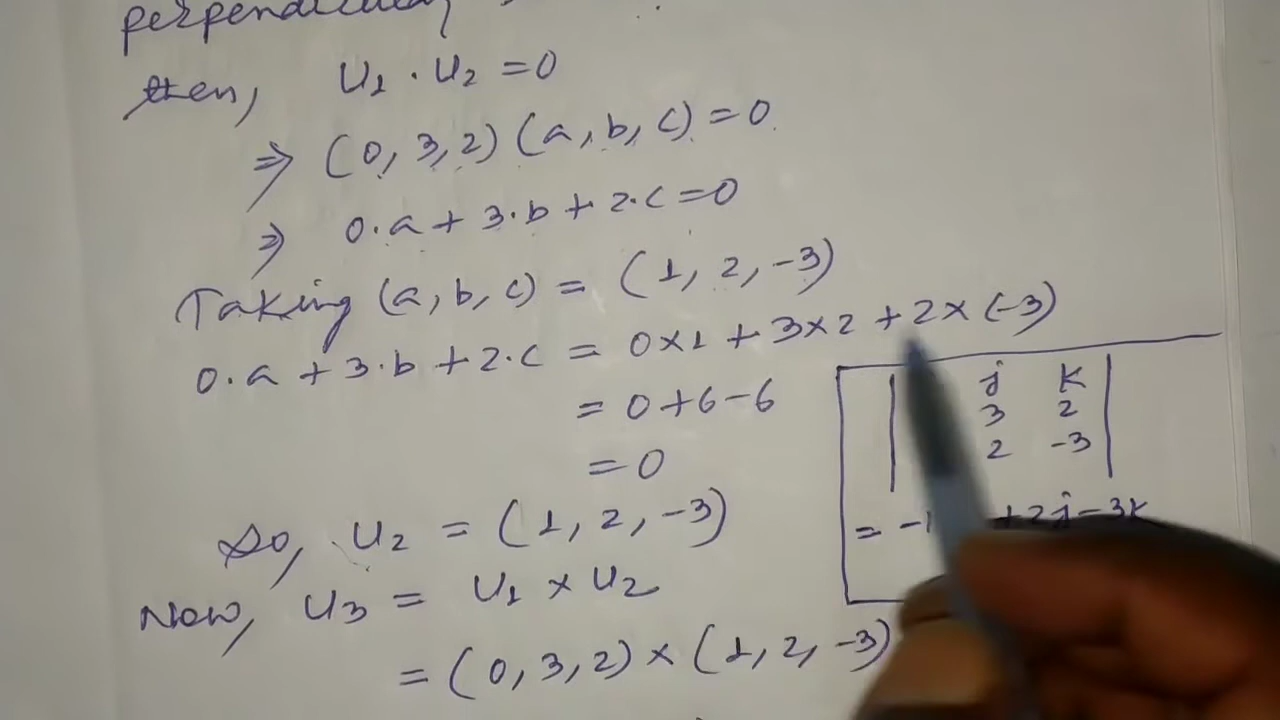 perpendicular
then, u₁ · u₂ = 0
⇒ (0, 3, 2) (a, b, c) = 0
⇒ 0·a + 3·b + 2·c = 0
Taking (a, b, c) = (1, 2, -3)
0·a + 3·b + 2·c = 0×1 + 3×2 + 2×(-3)
= 0 + 6 - 6
= 0
So, u₂ = (1, 2, -3)
Now, u₃ = u₁ × u₂
= (0, 3, 2) × (1, 2, -3)
j k
3 2
2 -3
= -1 +2j -3k